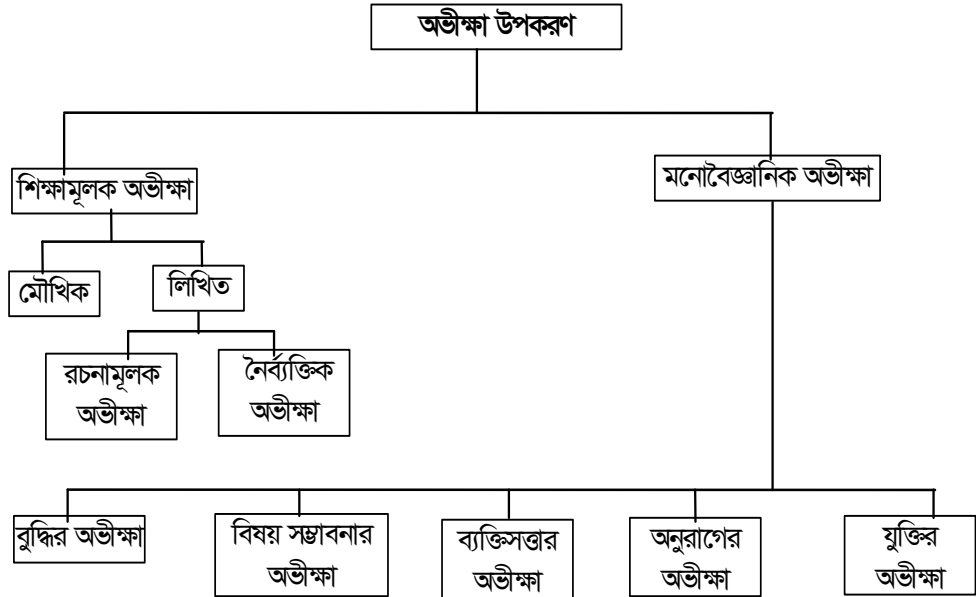 অভীক্ষা উপকরণ
শিক্ষামূলক অভীক্ষা
মনোবৈজ্ঞানিক অভীক্ষা
মৌখিক
লিখিত
রচনামূলক
অভীক্ষা
নৈর্ব্যক্তিক
অভীক্ষা
বুদ্ধির অভীক্ষা
বিষয় সম্ভাবনার
অভীক্ষা
ব্যক্তিসত্তার
অভীক্ষা
অনুরাগের
অভীক্ষা
যুক্তির
অভীক্ষা